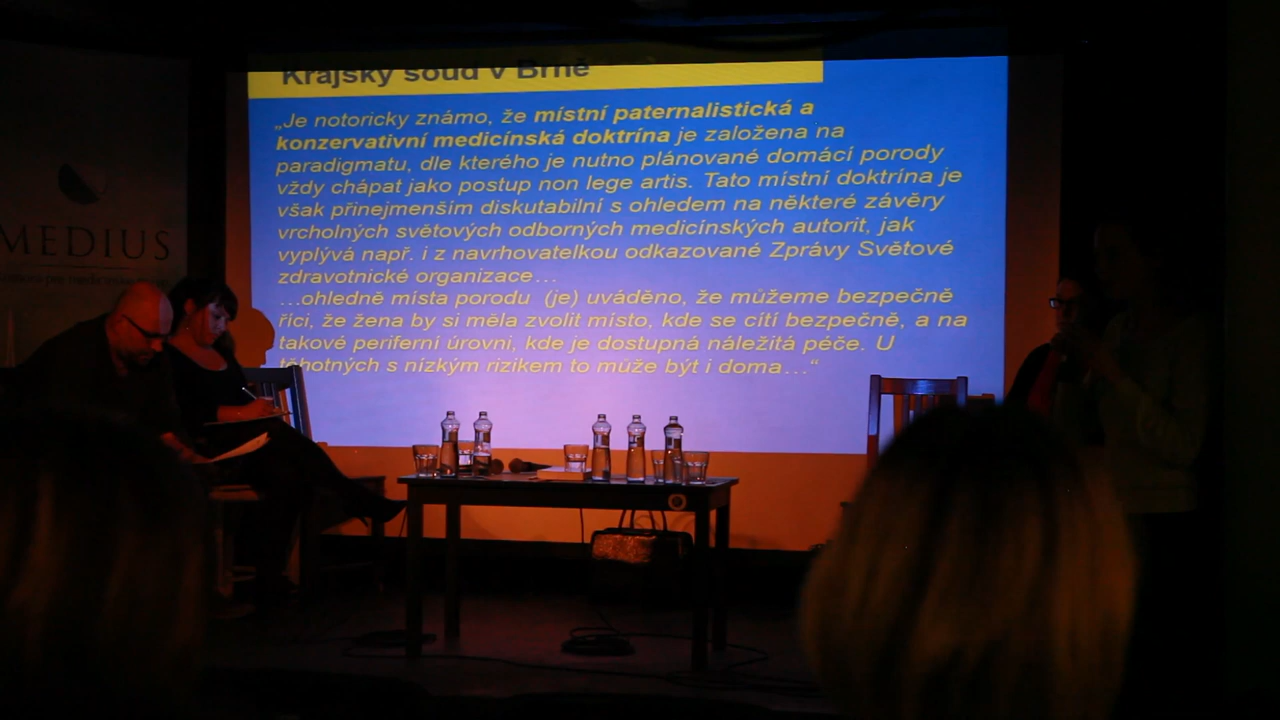 Krajský soud v Brně
„Je notoricky známo, že místní paternalistická a
konzervativní medicínská doktrína je založena na
paradigmatu, dle kterého je nutno plánované domácí porody
vždy chápat jako postup non lege artis. Tato místní doktrína je
však přinejmenším diskutabilní s ohledem na některé závěry
vrcholných světových odborných medicínských autorit, jak
vyplývá např. i z navrhovatelkou odkazované Zprávy Světové
zdravotnické organizace…
…ohledně místa porodu (je) uváděno, že můžeme bezpečně
říci, že žena by si měla zvolit místo, kde se cítí bezpečně, a na
takové periferní úrovni, kde je dostupná náležitá péče. U
těhotných s nízkým rizikem to může být i doma…“
MEDIUS